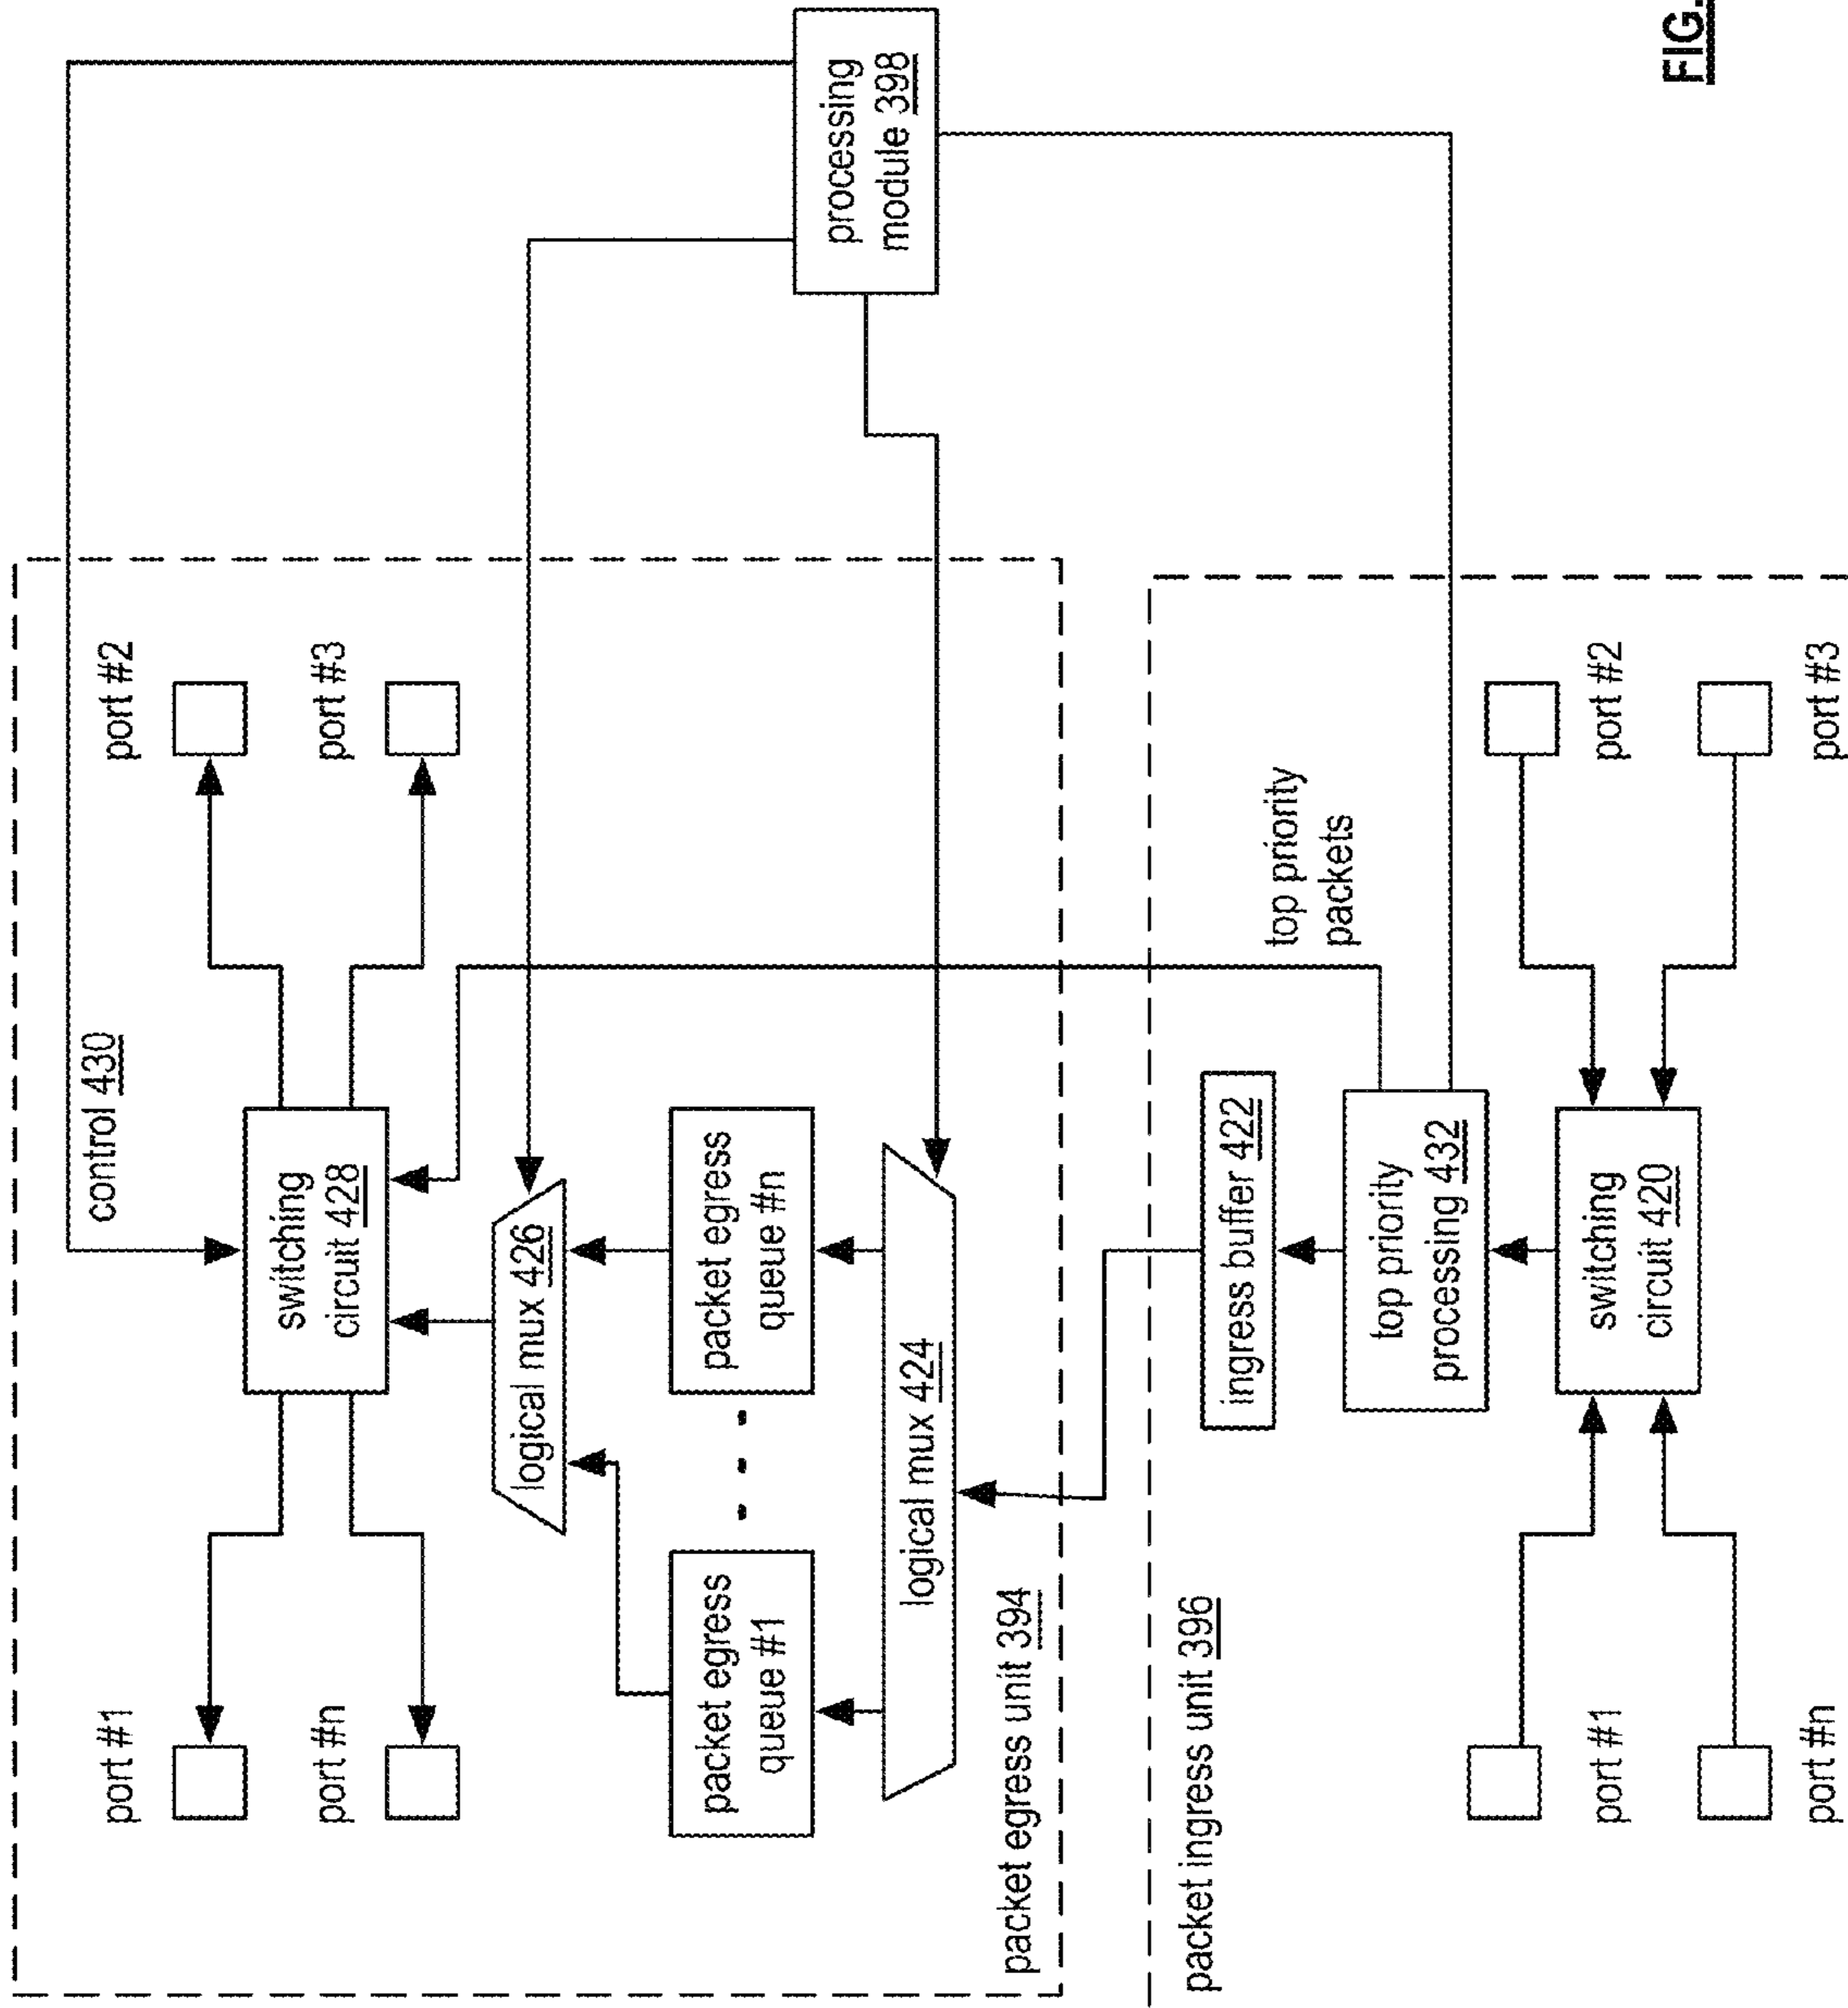 port #1
port #n
port #2
port #3
control 430
switching
circuit 428
logical mux 426
packet egress
queue #1
packet egress
queue #n
logical mux 424
packet egress unit 394
processing
module 398
packet ingress unit 396
top priority
packets
ingress buffer 422
top priority
processing 432
switching
circuit 420
port #1
port #n
port #2
port #3
FIG.